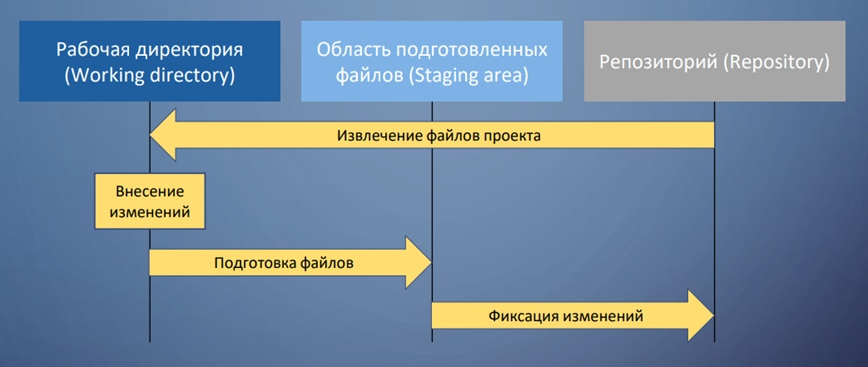 Рабочая директория
(Working directory)
Область подготовленных
файлов (Staging area)
Репозиторий (Repository)
Извлечение файлов проекта
Внесение
изменений
Подготовка файлов
Фиксация изменений